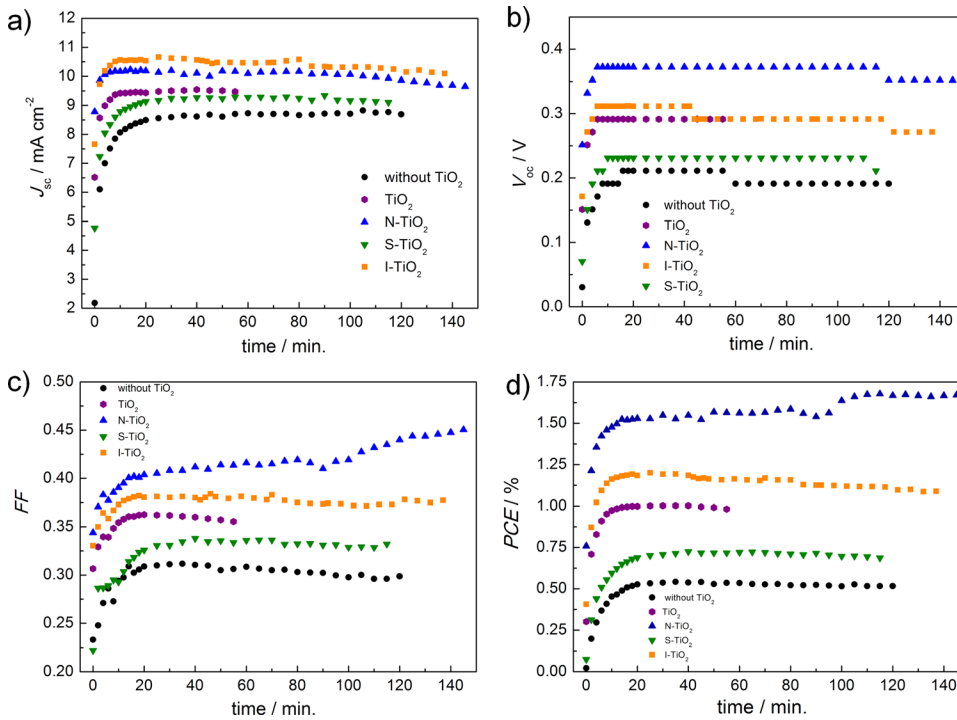 a)
12
11
10
9
8
7
6
5
4
3
2
J_sc / mA cm⁻²
without TiO₂
TiO₂
N-TiO₂
S-TiO₂
I-TiO₂
0 20 40 60 80 100 120 140
time / min.
b)
0.4
0.3
0.2
0.1
0.0
V_oc / V
without TiO₂
TiO₂
N-TiO₂
I-TiO₂
S-TiO₂
0 20 40 60 80 100 120 140
time / min.
c)
0.50
0.45
0.40
0.35
0.30
0.25
0.20
FF
without TiO₂
TiO₂
N-TiO₂
S-TiO₂
I-TiO₂
0 20 40 60 80 100 120 140
time / min.
d)
1.75
1.50
1.25
1.00
0.75
0.50
0.25
0.00
PCE / %
without TiO₂
TiO₂
N-TiO₂
S-TiO₂
I-TiO₂
0 20 40 60 80 100 120 140
time / min.